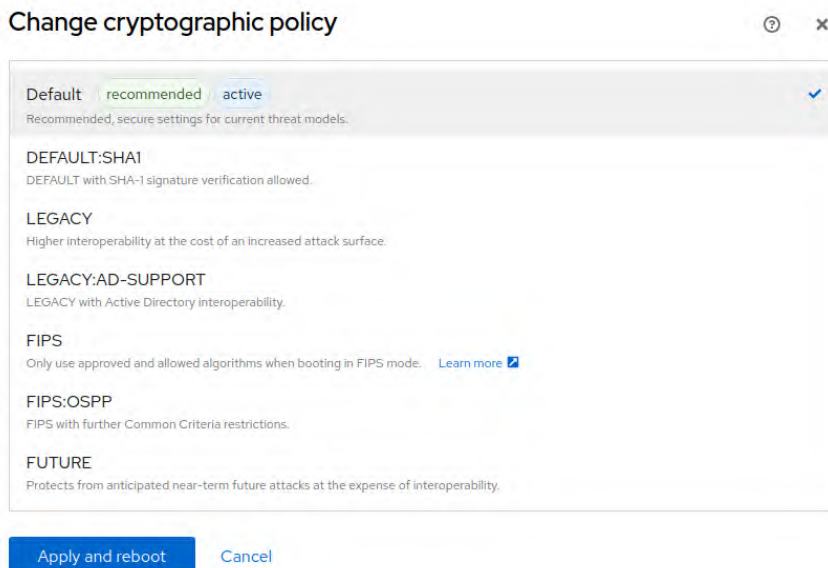 Change cryptographic policy
Default recommended active
Recommended, secure settings for current threat models.
DEFAULT:SHA1
DEFAULT with SHA-1 signature verification allowed.
LEGACY
Higher interoperability at the cost of an increased attack surface.
LEGACY:AD-SUPPORT
LEGACY with Active Directory interoperability.
FIPS
Only use approved and allowed algorithms when booting in FIPS mode. Learn more
FIPS:OSPP
FIPS with further Common Criteria restrictions.
FUTURE
Protects from anticipated near-term future attacks at the expense of interoperability.
Apply and reboot Cancel